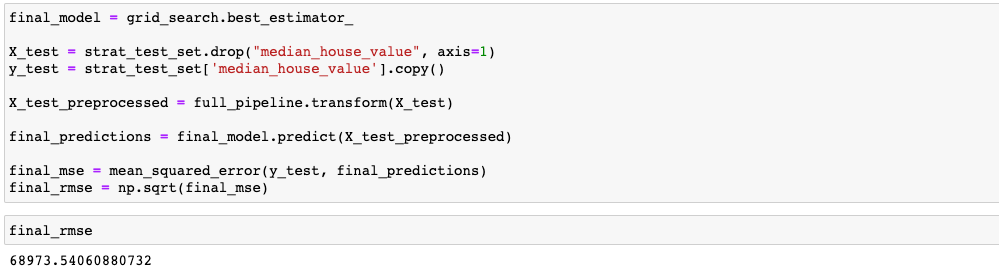 final_model = grid_search.best_estimator_
X_test = strat_test_set.drop("median_house_value", axis=1)
y_test = strat_test_set['median_house_value'].copy()
X_test_preprocessed = full_pipeline.transform(X_test)
final_predictions = final_model.predict(X_test_preprocessed)
final_mse = mean_squared_error(y_test, final_predictions)
final_rmse = np.sqrt(final_mse)
final_rmse
68973.54060880732